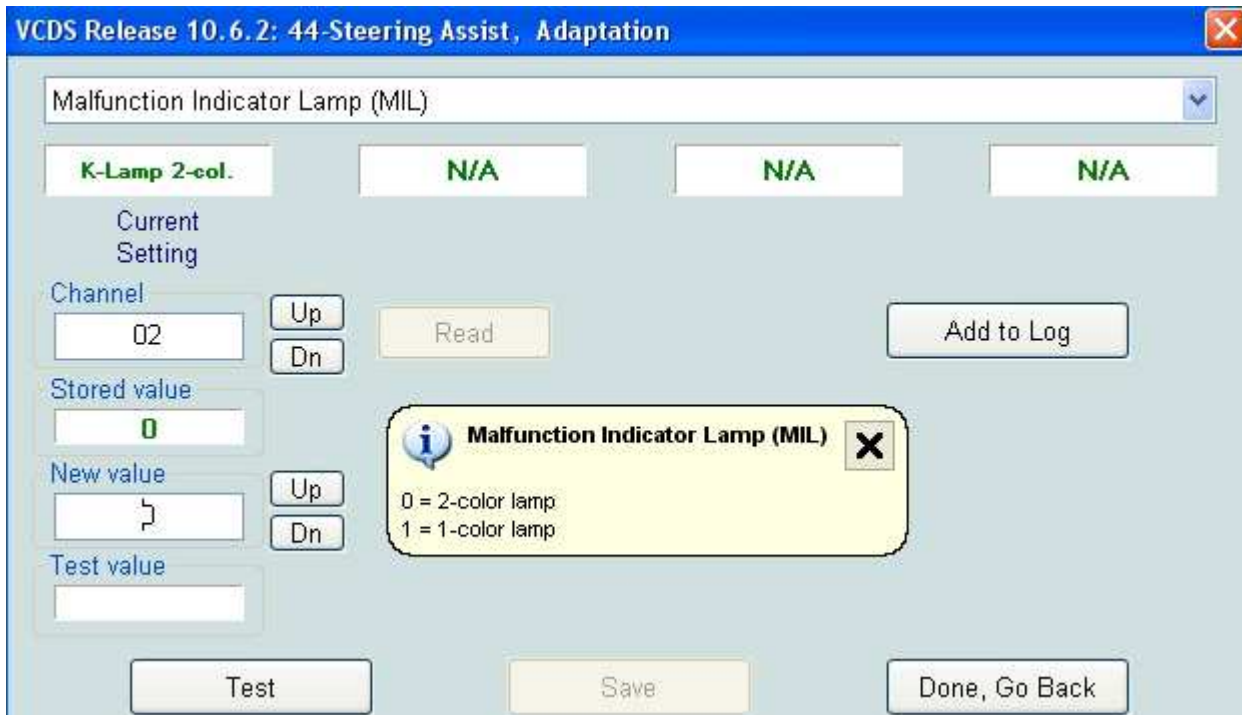 VCDS Release 10.6.2: 44-Steering Assist, Adaptation
Malfunction Indicator Lamp (MIL)
K-Lamp 2-col.
N/A
N/A
N/A
Current
Setting
Channel
02
Up
Dn
Read
Add to Log
Stored value
0
Malfunction Indicator Lamp (MIL)
0 = 2-color lamp
1 = 1-color lamp
New value
Up
Dn
Test value
Test
Save
Done, Go Back